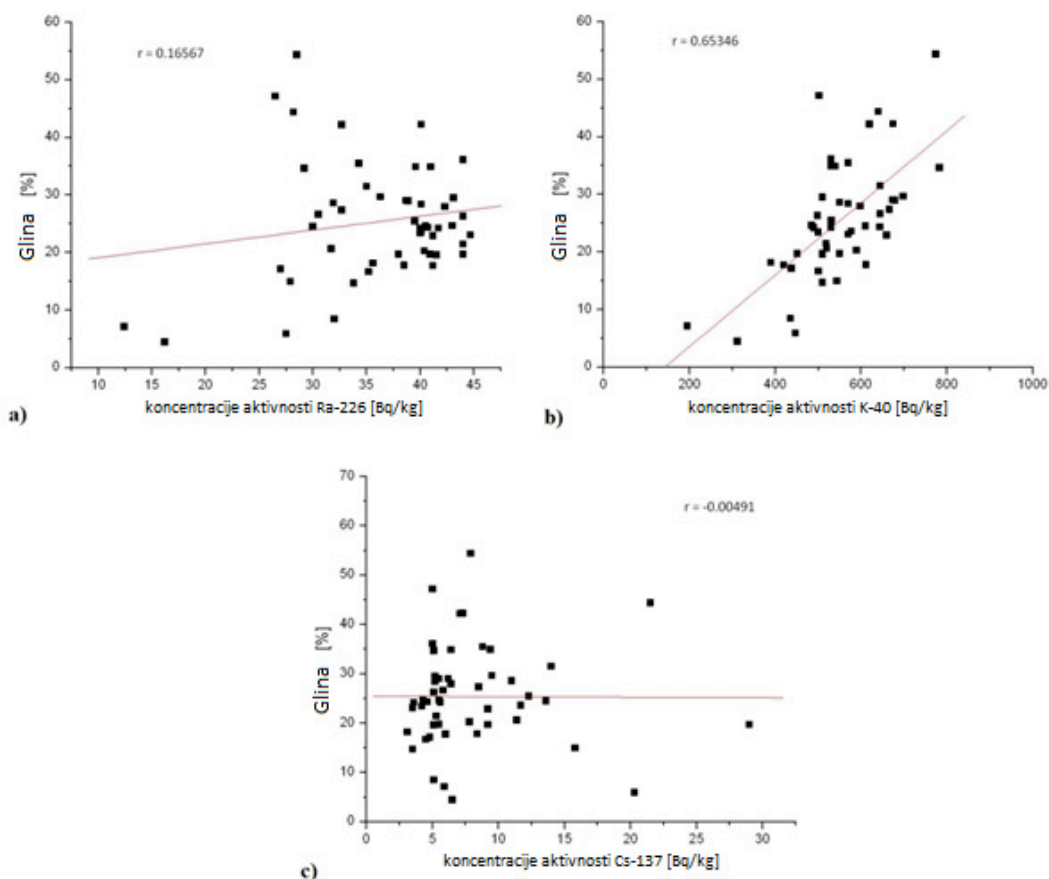 r = 0.16567
60
50
40
30
20
10
0
Glina [%]
10 15 20 25 30 35 40 45
koncentracije aktivnosti Ra-226 [Bq/kg]
a)
r = 0.65346
60
50
40
30
20
10
0
Glina [%]
0 200 400 600 800 1000
koncentracije aktivnosti K-40 [Bq/kg]
b)
r = -0.00491
70
60
50
40
30
20
10
0
Glina [%]
0 5 10 15 20 25 30
koncentracije aktivnosti Cs-137 [Bq/kg]
c)